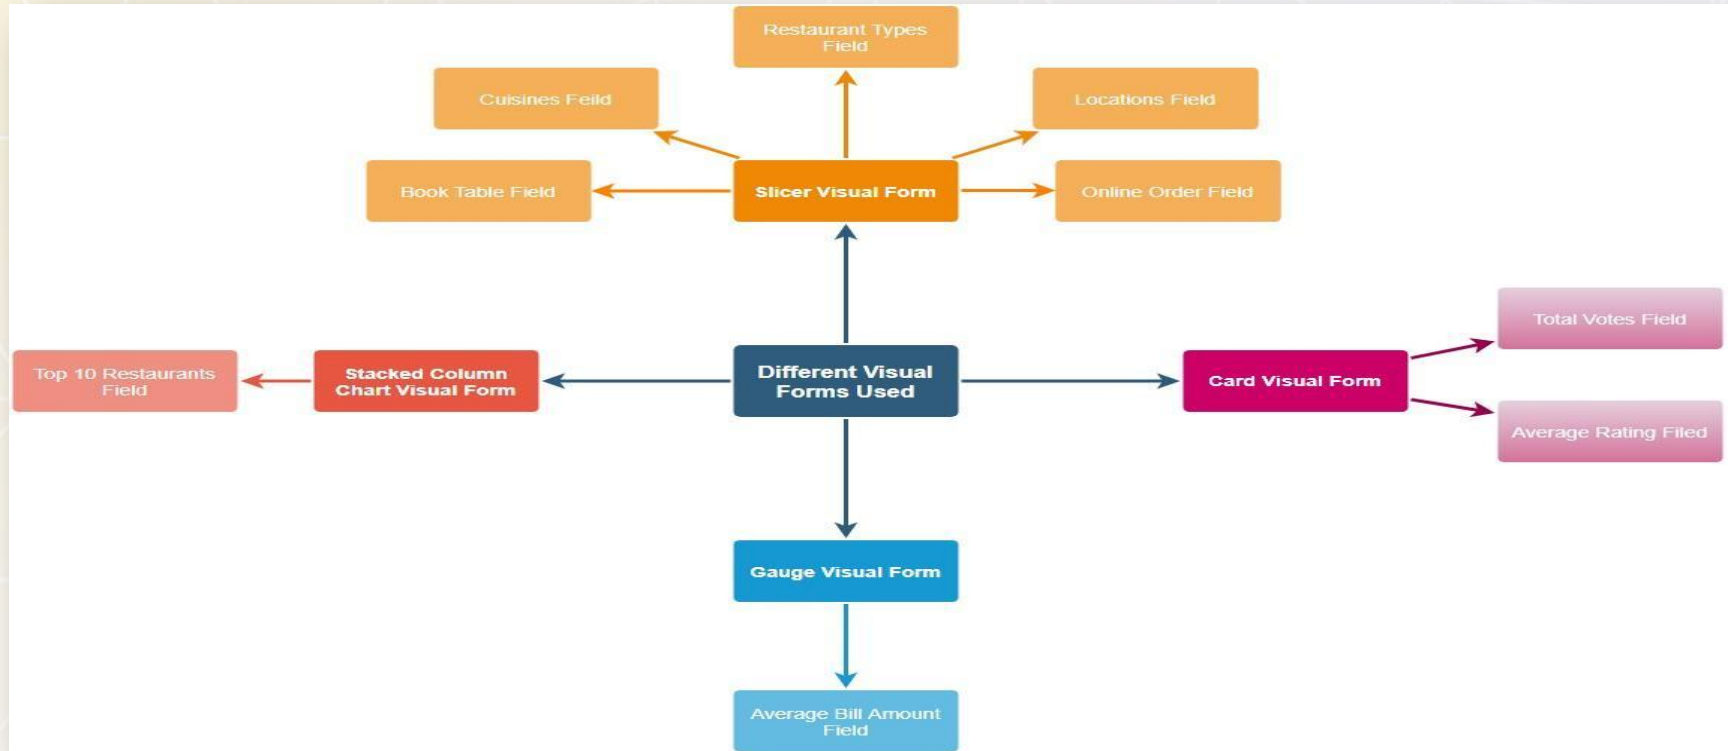 Restaurant Types
Field
Cuisines Feild
Locations Field
Book Table Field
Slicer Visual Form
Online Order Field
Total Votes Field
Top 10 Restaurants
Field
Stacked Column
Chart Visual Form
Different Visual
Forms Used
Card Visual Form
Average Rating Filed
Gauge Visual Form
Average Bill Amount
Field